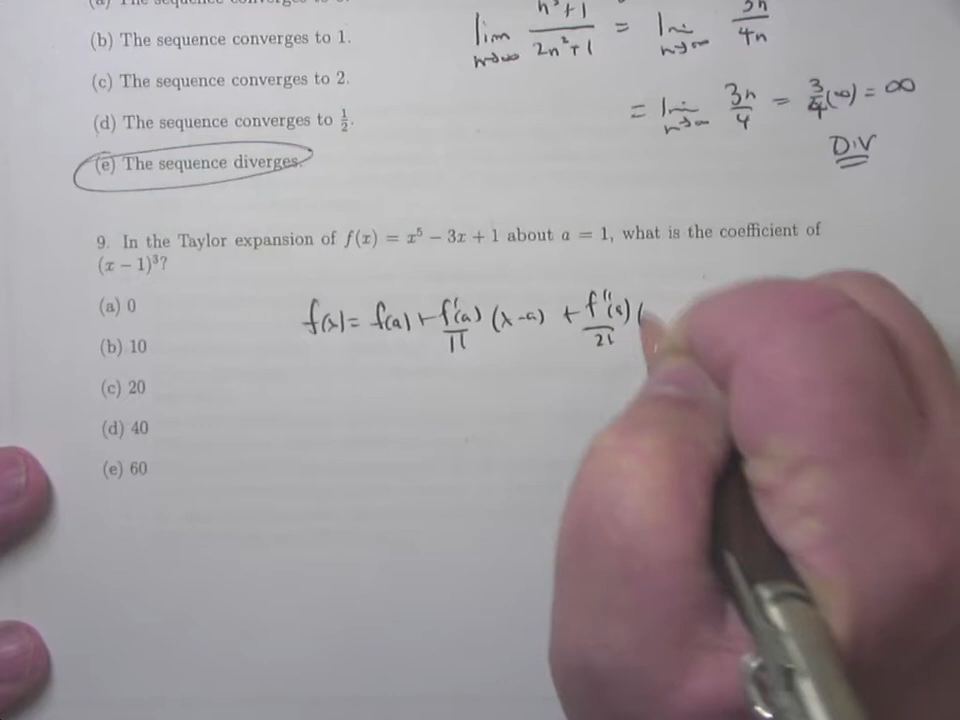 (b) The sequence converges to 1.
(c) The sequence converges to 2.
(d) The sequence converges to 1/2.
(e) The sequence diverges.
lim n→∞ n³+1 / 2n²+1 = lim n→∞ 3n / 4n
= lim n→∞ 3n/4 = 3/4(∞) = ∞
DIV
9. In the Taylor expansion of f(x) = x⁵ − 3x + 1 about a = 1, what is the coefficient of
(x − 1)³?
(a) 0
(b) 10
(c) 20
(d) 40
(e) 60
f(x) = f(a) + f'(a)/1! (x-a) + f''(a)/2! (